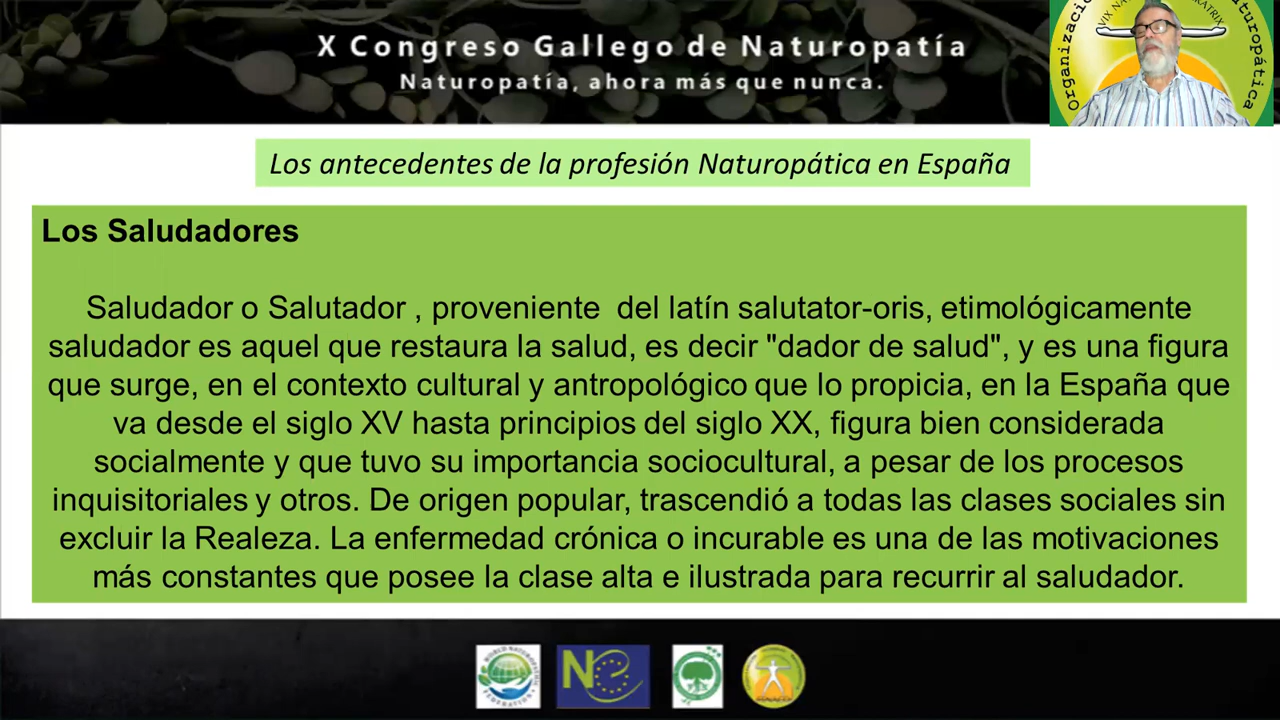 X Congreso Gallego de Naturopatía
Naturopatía, ahora más que nunca.
Los antecedentes de la profesión Naturopática en España
Los Saludadores
Saludador o Salutador , proveniente  del latín salutator-oris, etimológicamente
saludador es aquel que restaura la salud, es decir "dador de salud", y es una figura
que surge, en el contexto cultural y antropológico que lo propicia, en la España que
va desde el siglo XV hasta principios del siglo XX, figura bien considerada
socialmente y que tuvo su importancia sociocultural, a pesar de los procesos
inquisitoriales y otros. De origen popular, trascendió a todas las clases sociales sin
excluir la Realeza. La enfermedad crónica o incurable es una de las motivaciones
más constantes que posee la clase alta e ilustrada para recurrir al saludador.
WORLD NATUROPATHIC
FEDERATION